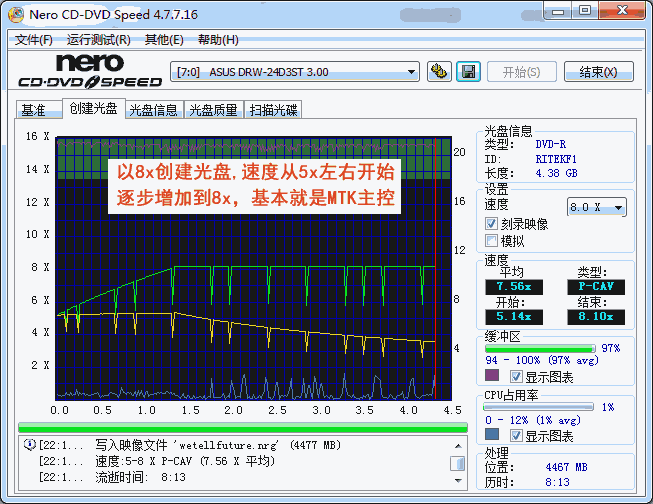 Nero CD-DVD Speed 4.7.7.16
文件(F) 运行测试(R) 其他(E) 帮助(H)
nero
CD-DVD SPEED
[7:0] ASUS DRW-24D3ST 3.00
开始(S)
结束(X)
基准 创建光盘 光盘信息 光盘质量 扫描光碟
16 X
14 X
12 X
10 X
8 X
6 X
4 X
2 X
20
16
12
8
4
0.0 0.5 1.0 1.5 2.0 2.5 3.0 3.5 4.0 4.5
以8x创建光盘,速度从5x左右开始
逐步增加到8x，基本就是MTK主控
光盘信息
类型: DVD-R
ID: RITEKF1
长度: 4.38 GB
设置
速度 8.0 X
刻录映像
模拟
速度
平均 类型:
7.56x P-CAV
开始: 结束:
5.14x 8.10x
缓冲区
97%
94 - 100% (97% avg)
显示图表
CPU占用率
1%
0 - 12% (1% avg)
显示图表
处理
位置: 4467 MB
历时: 8:13
[22:1... 写入映像文件 'wetellfuture.nrg' (4477 MB)
[22:1... 速度:5-8 X P-CAV (7.56 X 平均)
[22:1... 流逝时间: 8:13